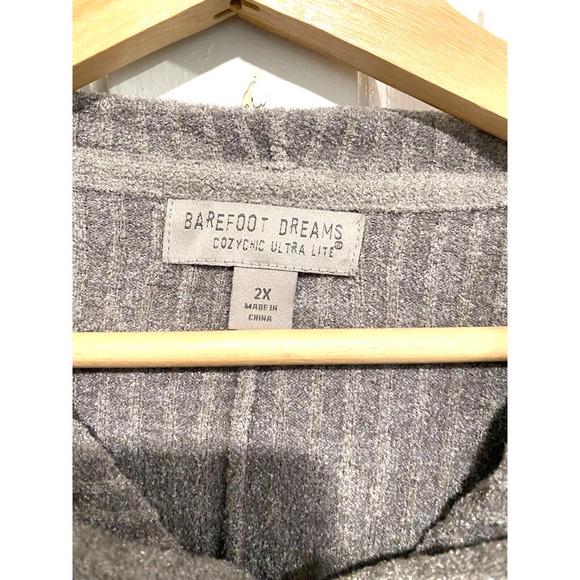 BAREFOOT DREAMS
COZYCHIC ULTRA LITE®
2X
MADE IN
CHINA